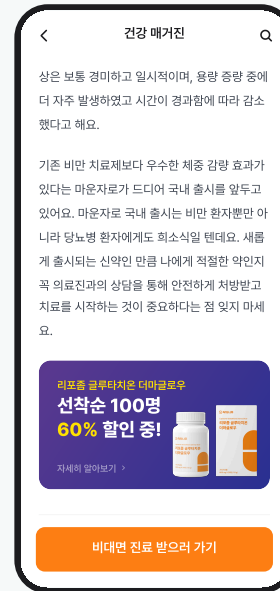 건강 매거진
상은 보통 경미하고 일시적이며, 용량 증량 중에
더 자주 발생하였고 시간이 경과함에 따라 감소
했다고 해요.
기존 비만 치료제보다 우수한 체중 감량 효과가
있다는 마운자로가 드디어 국내 출시를 앞두고
있어요. 마운자로 국내 출시는 비만 환자뿐만 아
니라 당뇨병 환자에게도 희소식일 텐데요. 새롭
게 출시되는 신약인 만큼 나에게 적절한 약인지
꼭 의료진과의 상담을 통해 안전하게 처방받고
치료를 시작하는 것이 중요하다는 점 잊지 마세
요.
리포좀 글루타치온 더마글로우
선착순 100명
60% 할인 중!
자세히 알아보기 >
비대면 진료 받으러 가기